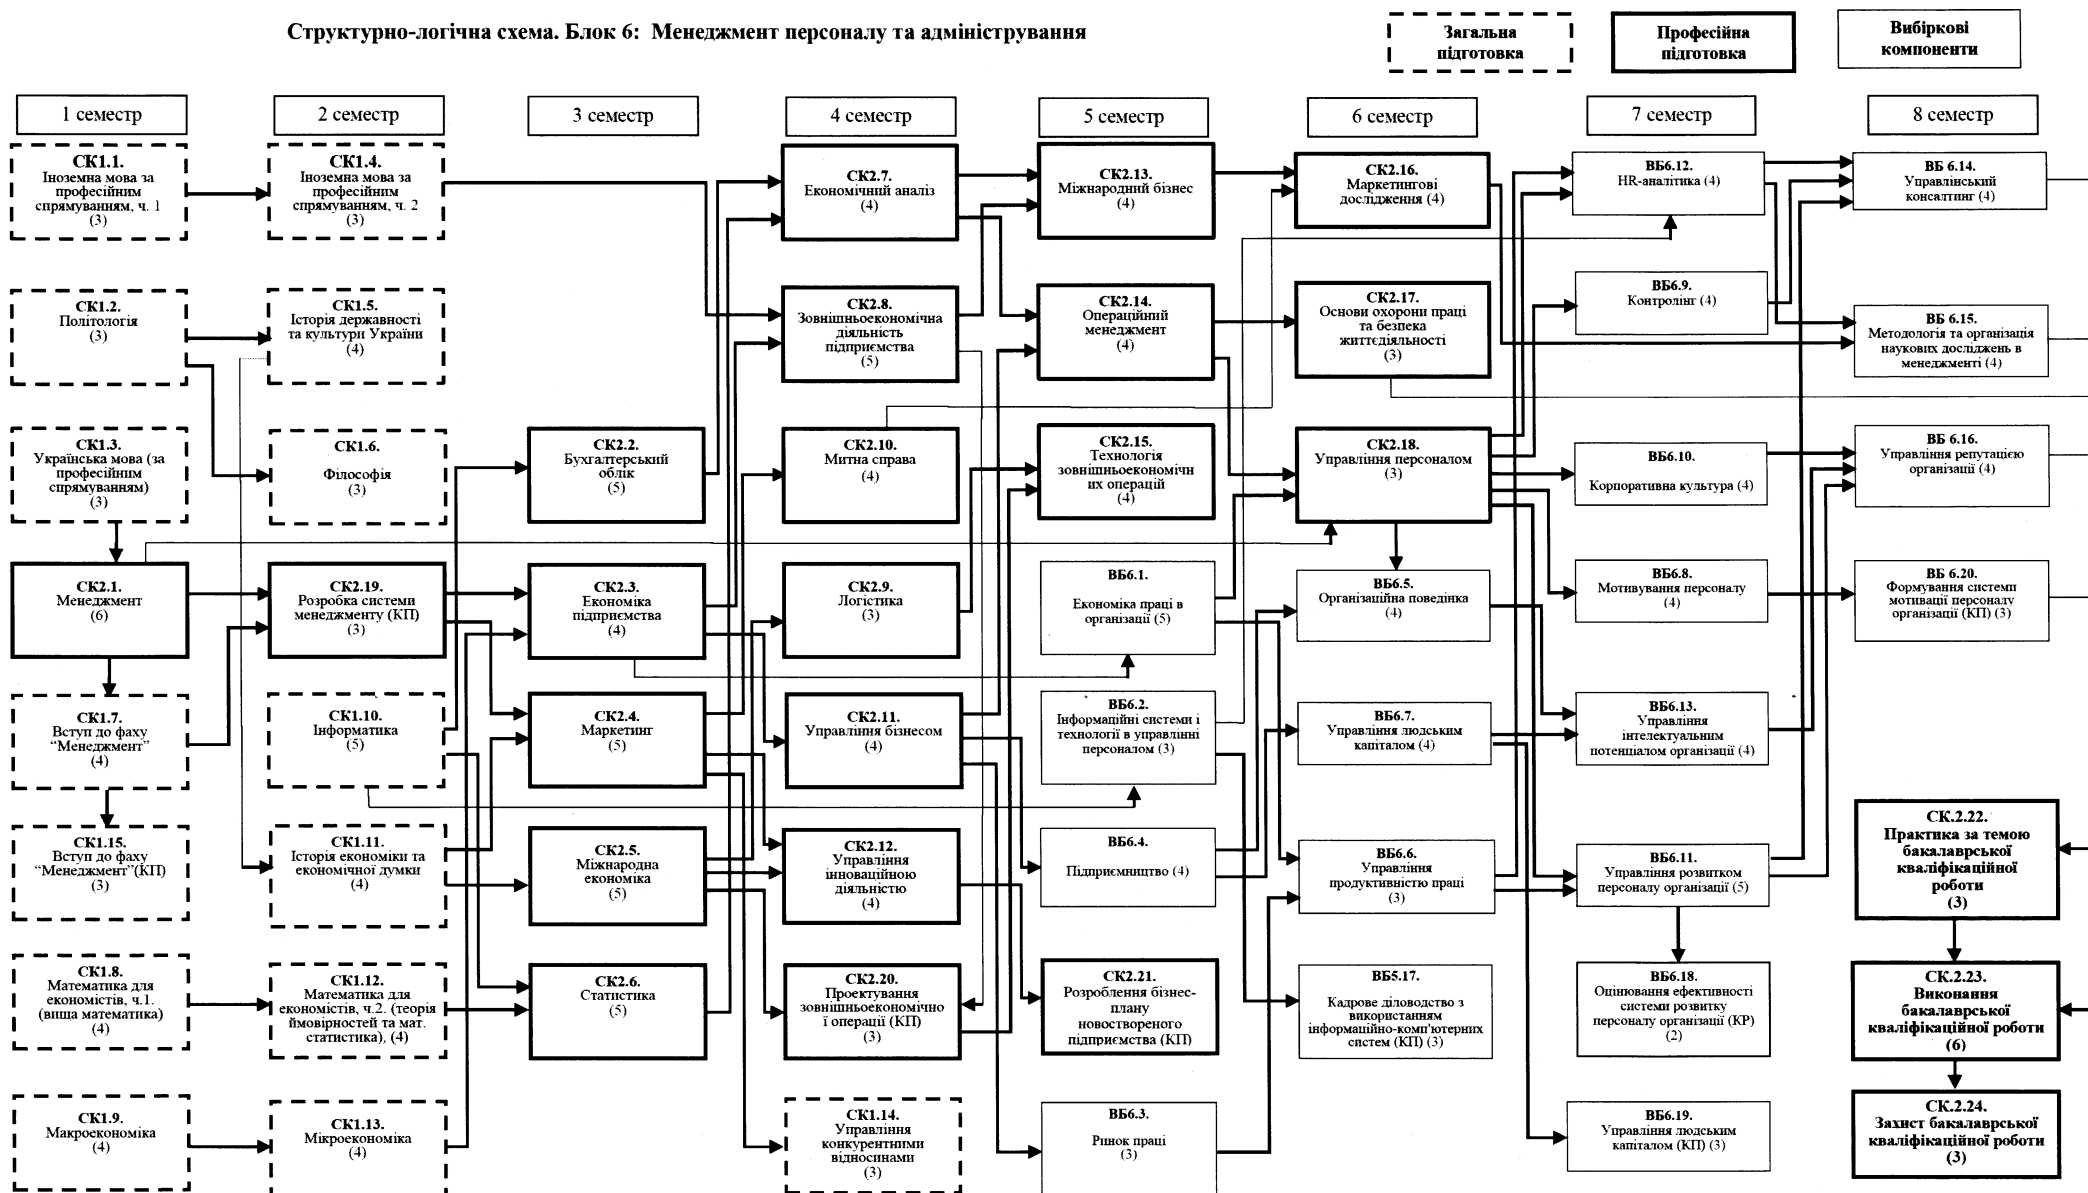 Структурно-логічна схема. Блок 6: Менеджмент персоналу та адміністрування
Загальна
підготовка
Професійна
підготовка
Вибіркові
компоненти
1 семестр
2 семестр
3 семестр
4 семестр
5 семестр
6 семестр
7 семестр
8 семестр
СК1.1.
Іноземна мова за
професійним
спрямуванням, ч. 1
(3)
СК1.2.
Політологія
(3)
СК1.3.
Українська мова (за
професійним
спрямуванням)
(3)
СК2.1.
Менеджмент
(6)
СК1.7.
Вступ до фаху
“Менеджмент”
(4)
СК1.15.
Вступ до фаху
“Менеджмент”(КП)
(3)
СК1.8.
Математика для
економістів, ч.1.
(вища математика)
(4)
СК1.9.
Макроекономіка
(4)
СК1.4.
Іноземна мова за
професійним
спрямуванням, ч. 2
(3)
СК1.5.
Історія державності
та культури України
(4)
СК1.6.
Філософія
(3)
СК2.19.
Розробка системи
менеджменту (КП)
(3)
СК1.10.
Інформатика
(5)
СК1.11.
Історія економіки та
економічної думки
(4)
СК1.12.
Математика для
економістів, ч.2. (теорія
ймовірностей та мат.
статистика), (4)
СК1.13.
Мікроекономіка
(4)
СК2.2.
Бухгалтерський
облік
(5)
СК2.3.
Економіка
підприємства
(4)
СК2.4.
Маркетинг
(5)
СК2.5.
Міжнародна
економіка
(5)
СК2.6.
Статистика
(5)
СК2.7.
Економічний аналіз
(4)
СК2.8.
Зовнішньоекономічна
діяльність
підприємства
(5)
СК2.10.
Митна справа
(4)
СК2.9.
Логістика
(3)
СК2.11.
Управління бізнесом
(4)
СК2.12.
Управління
інноваційною
діяльністю
(4)
СК2.20.
Проектування
зовнішньоекономічно
ї операції (КП)
(3)
СК1.14.
Управління
конкурентними
відносинами
(3)
СК2.13.
Міжнародний бізнес
(4)
СК2.14.
Операційний
менеджмент
(4)
СК2.15.
Технологія
зовнішньоекономічн
их операцій
(4)
ВБ6.1.
Економіка праці в
організації (5)
ВБ6.2.
Інформаційні системи і
технології в управлінні
персоналом (3)
ВБ6.4.
Підприємництво (4)
СК2.21.
Розроблення бізнес-
плану
новоствореного
підприємства (КП)
ВБ6.3.
Ринок праці
(3)
СК2.16.
Маркетингові
дослідження (4)
СК2.17.
Основи охорони праці
та безпека
життєдіяльності
(3)
СК2.18.
Управління персоналом
(3)
ВБ6.5.
Організаційна поведінка
(4)
ВБ6.7.
Управління людським
капіталом (4)
ВБ6.6.
Управління
продуктивністю праці
(3)
ВБ5.17.
Кадрове діловодство з
використанням
інформаційно-комп'ютерних
систем (КП) (3)
ВБ6.12.
HR-аналітика (4)
ВБ6.9.
Контролінг (4)
ВБ6.10.
Корпоративна культура (4)
ВБ6.8.
Мотивування персоналу
(4)
ВБ6.13.
Управління
інтелектуальним
потенціалом організації (4)
ВБ6.11.
Управління розвитком
персоналу організації (5)
ВБ6.18.
Оцінювання ефективності
системи розвитку
персоналу організації (КР)
(2)
ВБ6.19.
Управління людським
капіталом (КП) (3)
ВБ 6.14.
Управлінський
консалтинг (4)
ВБ 6.15.
Методологія та організація
наукових досліджень в
менеджменті (4)
ВБ 6.16.
Управління репутацією
організації (4)
ВБ 6.20.
Формування системи
мотивації персоналу
організації (КП) (3)
СК.2.22.
Практика за темою
бакалаврської
кваліфікаційної
роботи
(3)
СК.2.23.
Виконання
бакалаврської
кваліфікаційної роботи
(6)
СК.2.24.
Захист бакалаврської
кваліфікаційної роботи
(3)